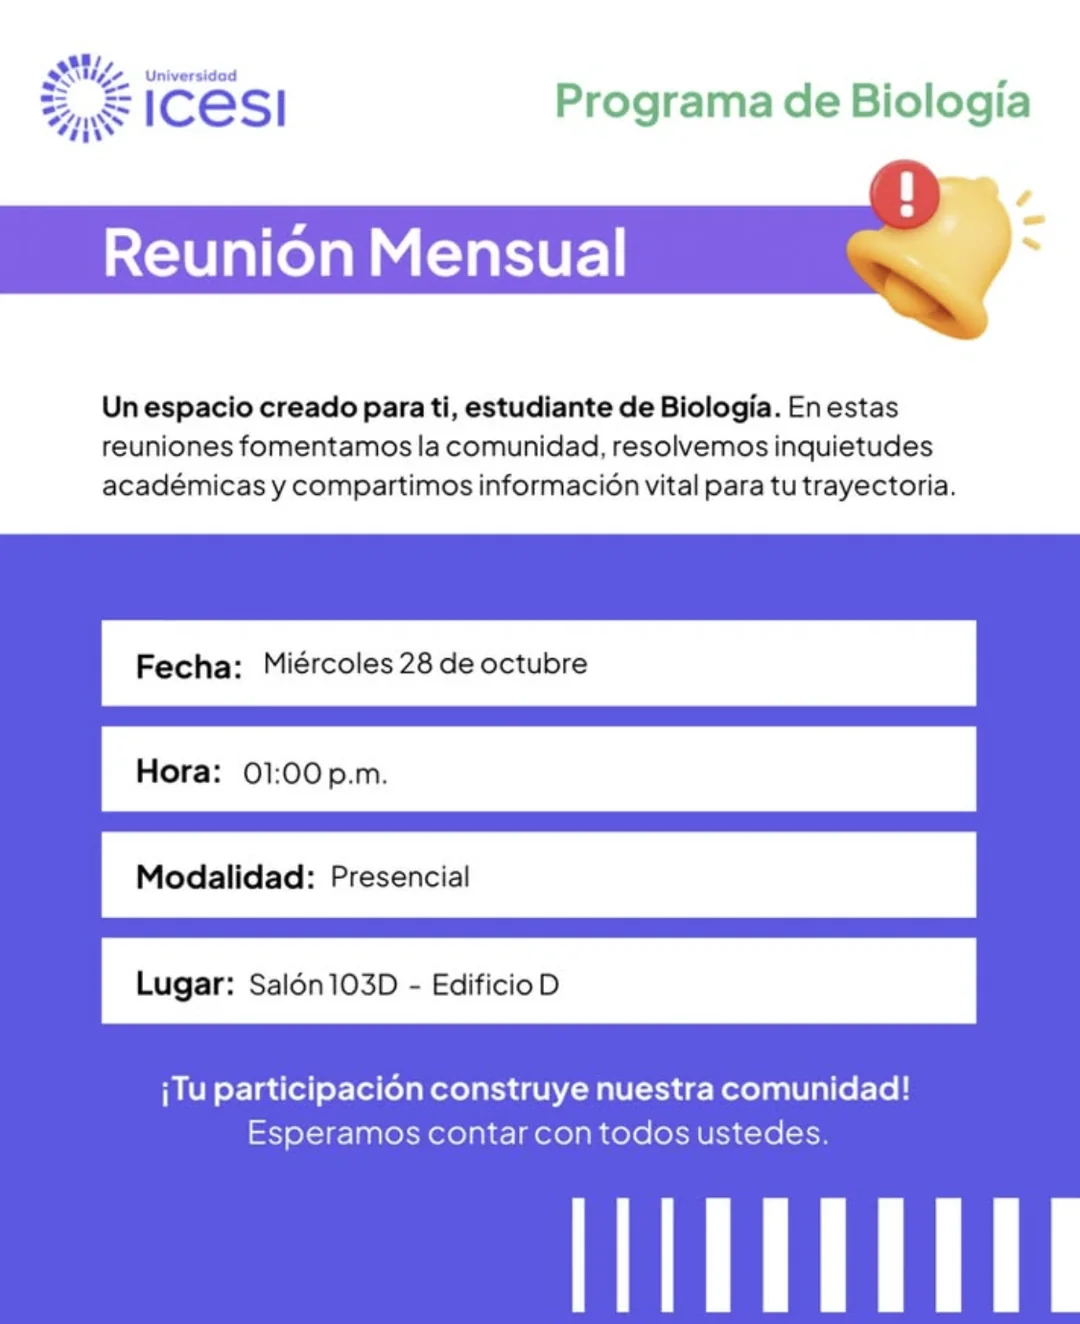 Universidad
icesi
Programa de Biología
!
Reunión Mensual
Un espacio creado para ti, estudiante de Biología. En estas
reuniones fomentamos la comunidad, resolvemos inquietudes
académicas y compartimos información vital para tu trayectoria.
Fecha: Miércoles 28 de octubre
Hora: 01:00 p.m.
Modalidad: Presencial
Lugar: Salón 103D - Edificio D
¡Tu participación construye nuestra comunidad!
Esperamos contar con todos ustedes.